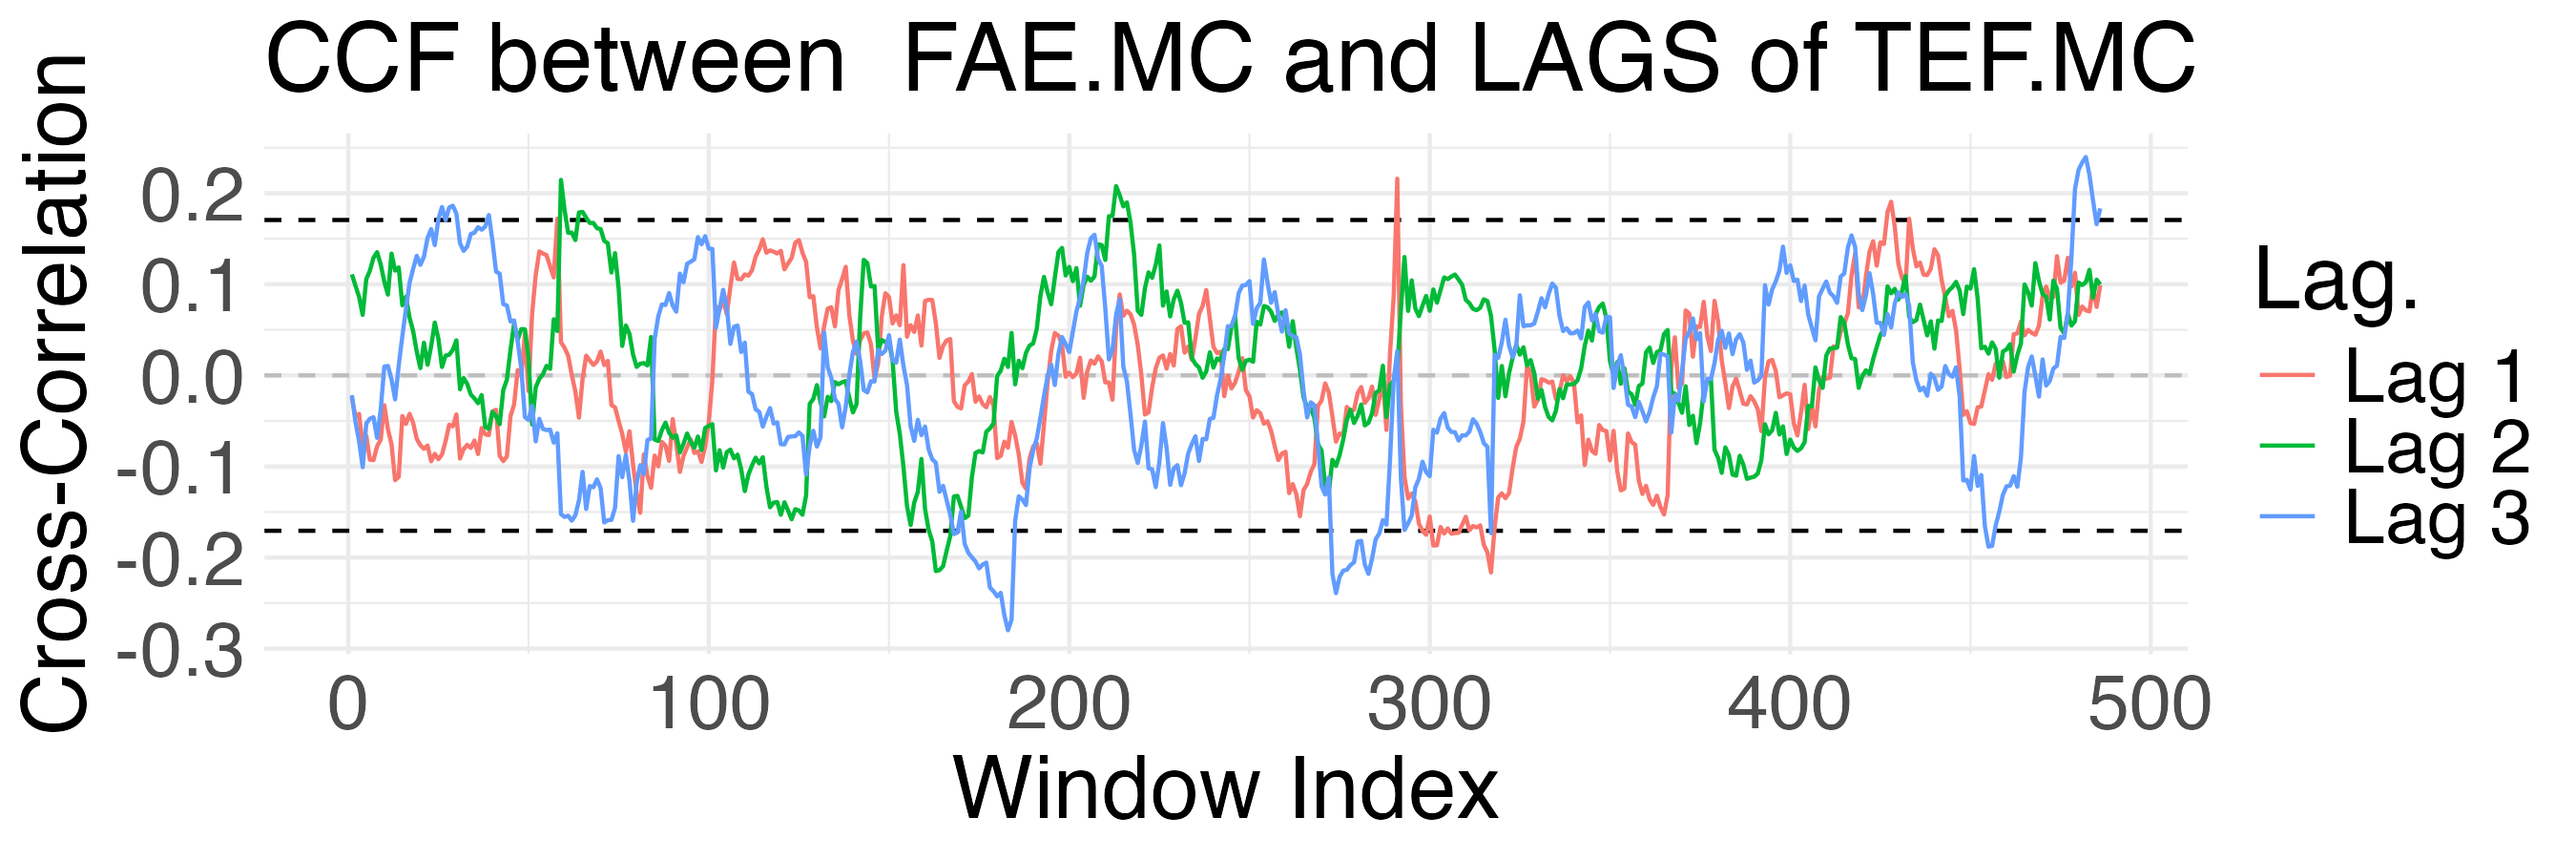 CCF between  FAE.MC and LAGS of TEF.MC
Cross-Correlation
0.2
0.1
0.0
-0.1
-0.2
-0.3
0 100 200 300 400 500
Window Index
Lag.
Lag 1
Lag 2
Lag 3